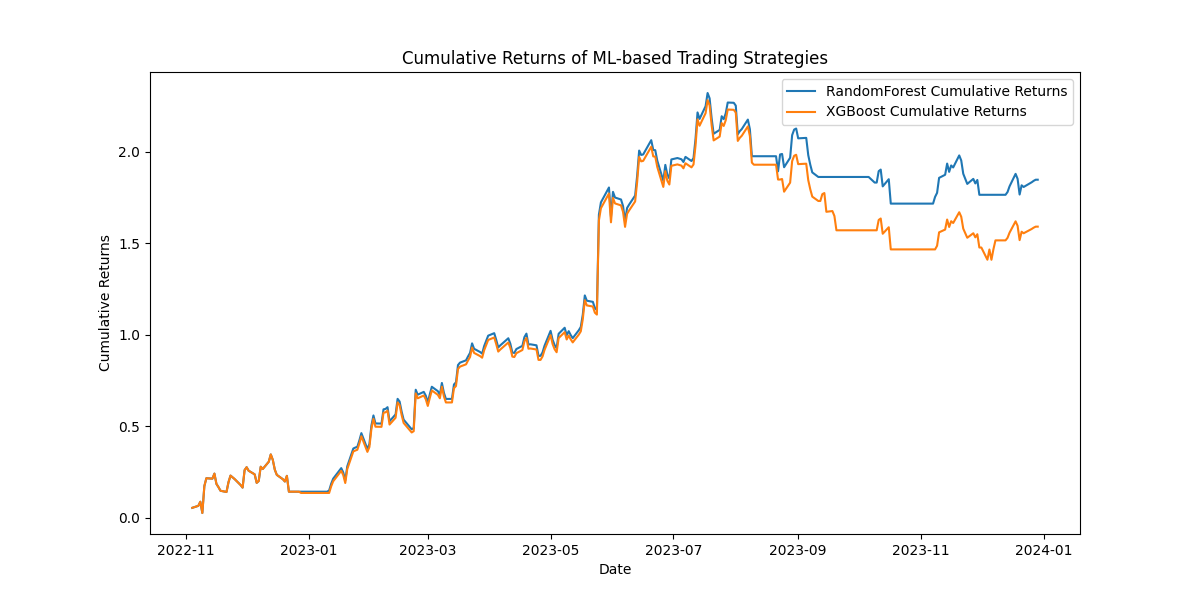 Cumulative Returns of ML-based Trading Strategies
RandomForest Cumulative Returns
XGBoost Cumulative Returns
Cumulative Returns
2.0
1.5
1.0
0.5
0.0
2022-11 2023-01 2023-03 2023-05 2023-07 2023-09 2023-11 2024-01
Date